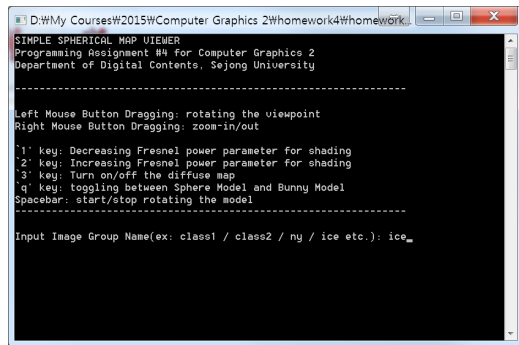 D:₩My Courses₩2015₩Computer Graphics 2₩homework4₩homework...
SIMPLE SPHERICAL MAP VIEWER
Programming Assignment #4 for Computer Graphics 2
Department of Digital Contents, Sejong University
----------------------------------------------------------------
Left Mouse Button Dragging: rotating the viewpoint
Right Mouse Button Dragging: zoom-in/out
`1' key: Decreasing Fresnel power parameter for shading
`2' key: Increasing Fresnel power parameter for shading
`3' key: Turn on/off the diffuse map
`q' key: toggling between Sphere Model and Bunny Model
Spacebar: start/stop rotating the model
----------------------------------------------------------------
Input Image Group Name(ex: class1 / class2 / ny / ice etc.): ice_